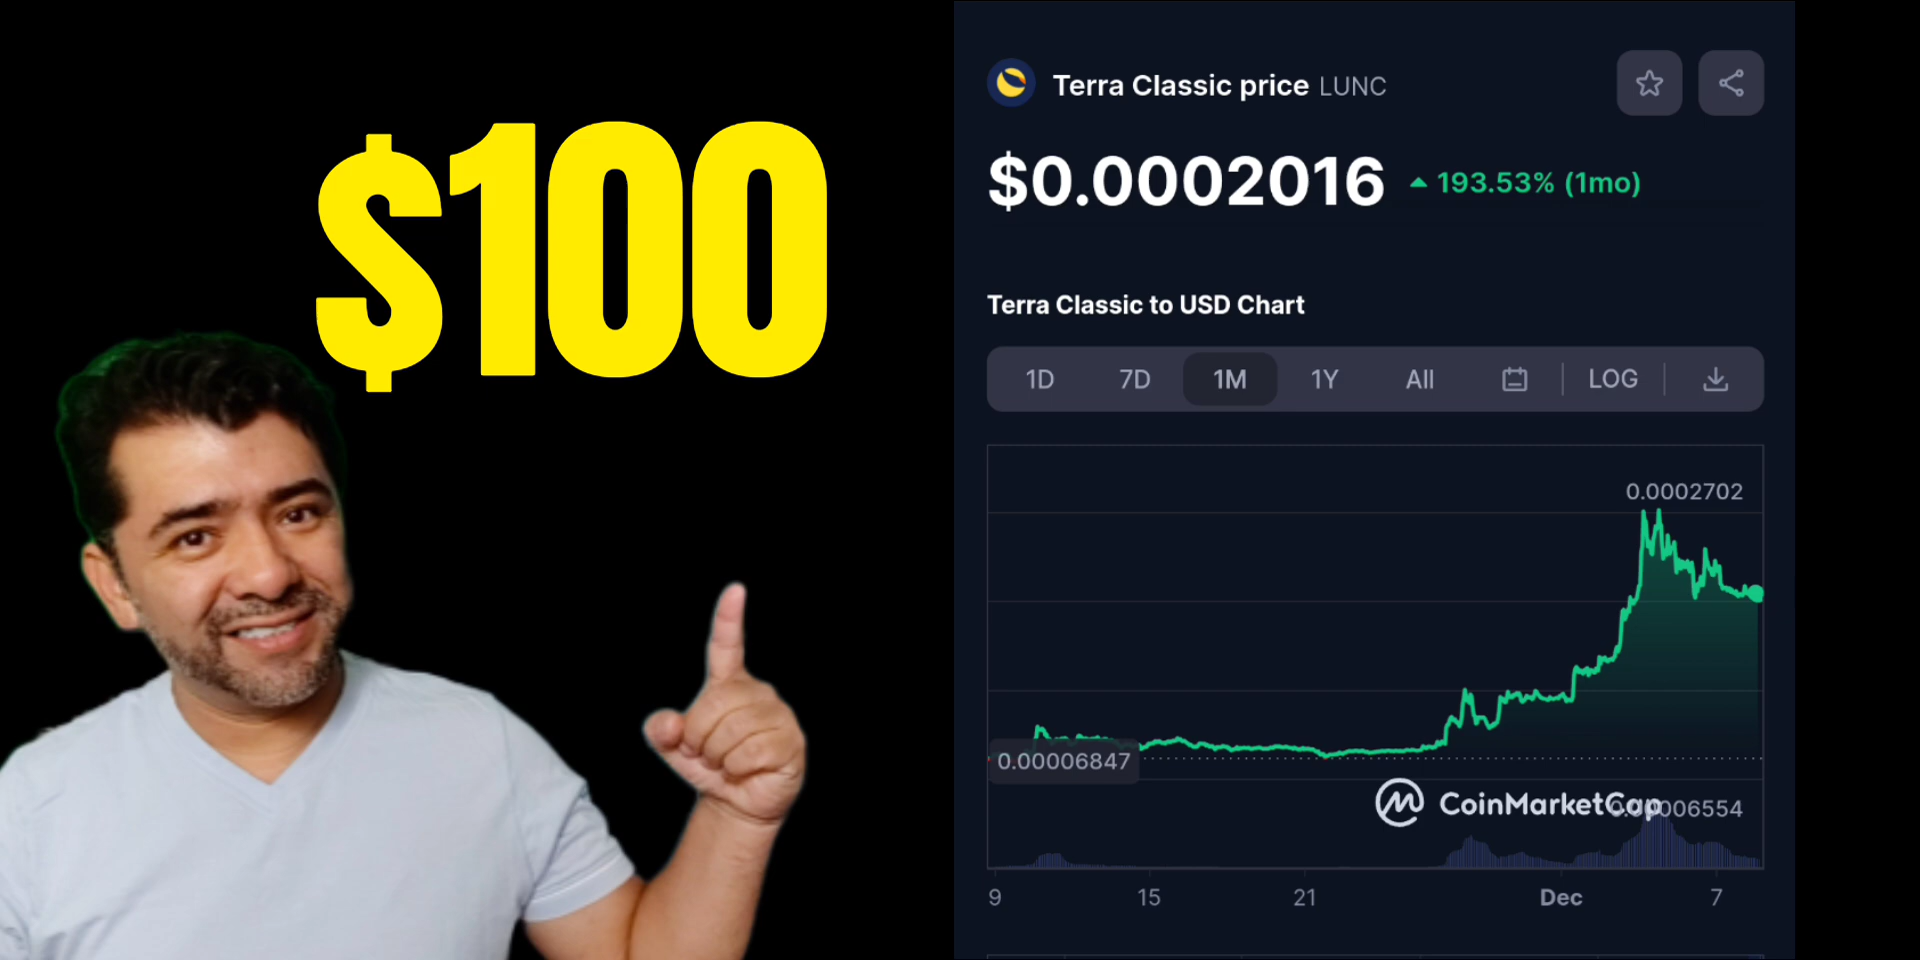 $100
Terra Classic price LUNC
$0.0002016 193.53% (1mo)
Terra Classic to USD Chart
1D 7D 1M 1Y All LOG
0.0002702
0.00006847
CoinMarketCap
9 15 21 Dec 7